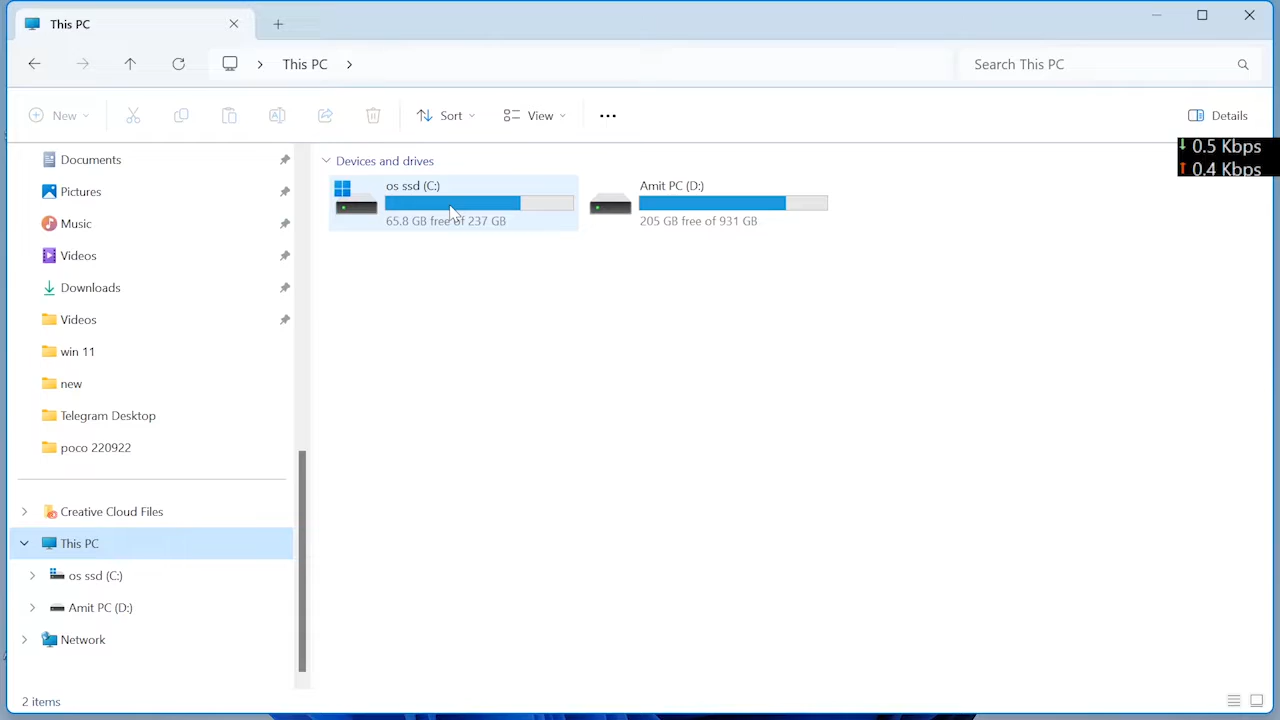 This PC
This PC
Search This PC
New
Sort
View
Details
0.5 Kbps
0.4 Kbps
Documents
Pictures
Music
Videos
Downloads
Videos
win 11
new
Telegram Desktop
poco 220922
Creative Cloud Files
This PC
os ssd (C:)
Amit PC (D:)
Network
Devices and drives
os ssd (C:)
65.8 GB free of 237 GB
Amit PC (D:)
205 GB free of 931 GB
2 items